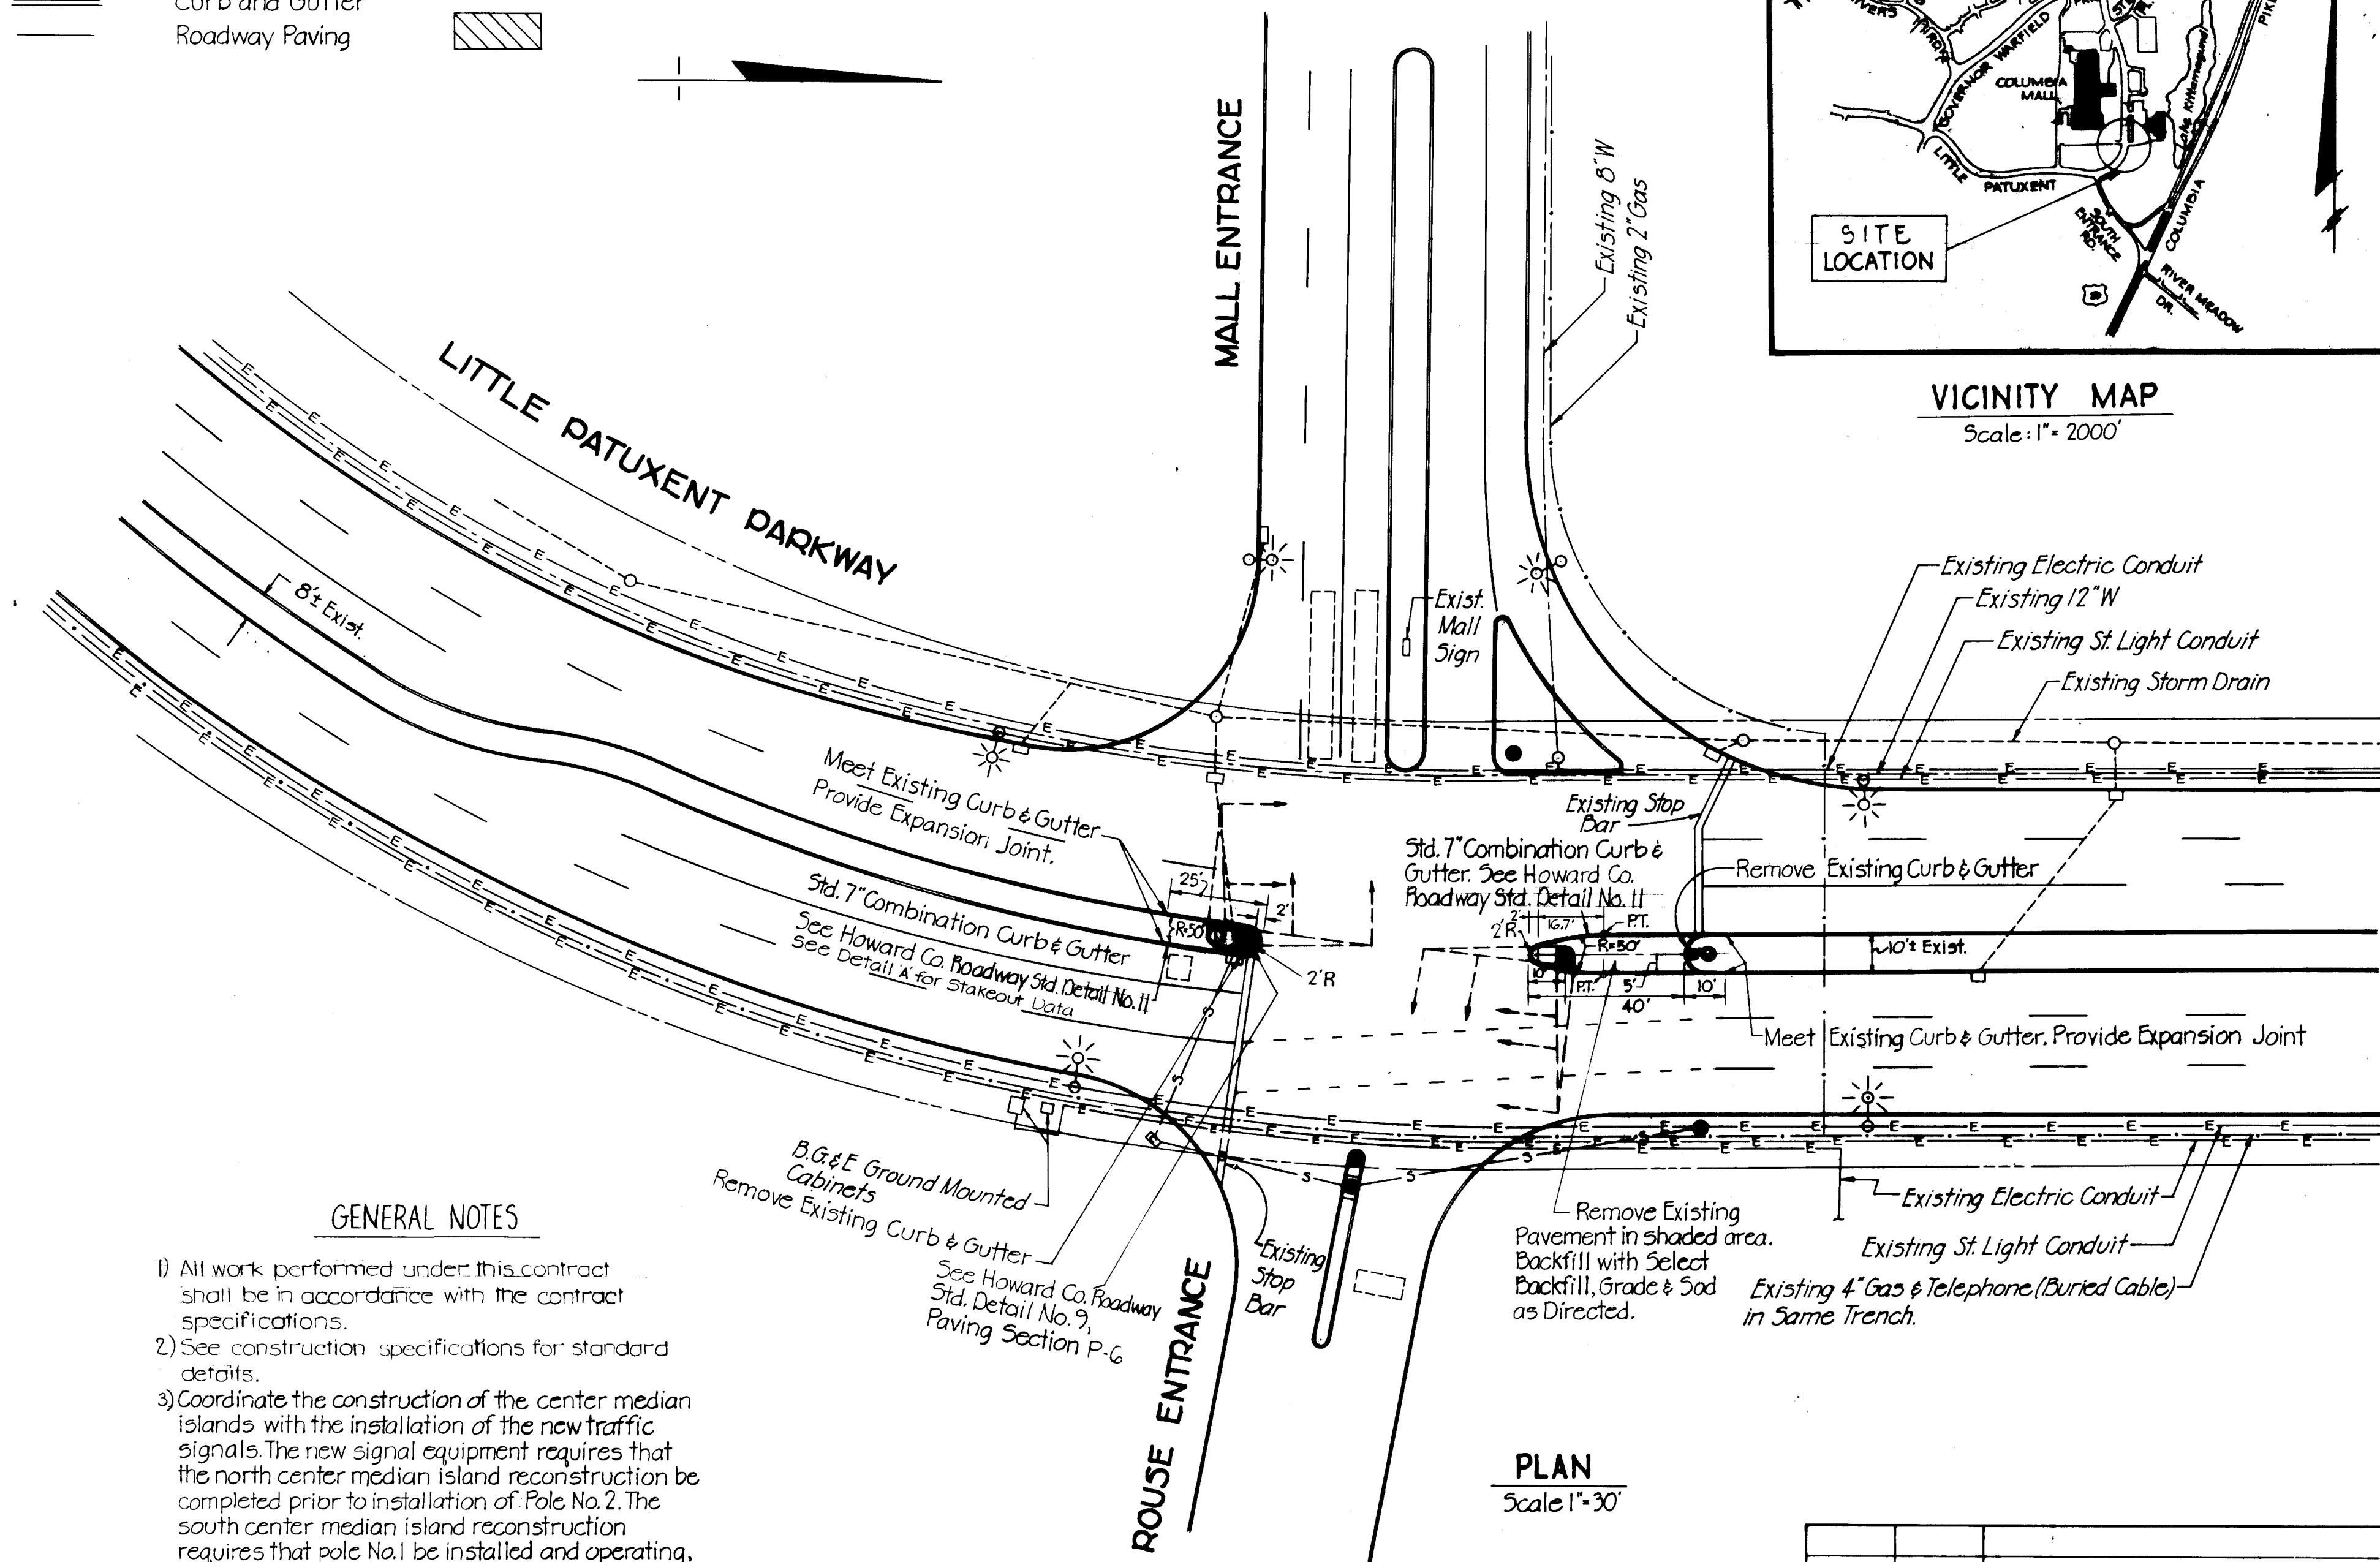 Curb and Gutter
Roadway Paving
RIVERS
GOVERNOR WARFIELD
COLUMBIA
MALL
Lake Kittamaqundi
PIKE
LITTLE
PATUXENT
SOUTH
ENTRANCE
RD.
COLUMBIA
RIVER MEADOW
DR.
SITE
LOCATION
VICINITY MAP
Scale: 1" = 2000'
MALL ENTRANCE
Existing 8" W
Existing 2" Gas
LITTLE PATUXENT PARKWAY
8'± Exist.
Exist.
Mall
Sign
Existing Electric Conduit
Existing 12" W
Existing St. Light Conduit
Existing Storm Drain
Meet Existing Curb & Gutter
Provide Expansion Joint.
Existing Stop
Bar
Std. 7" Combination Curb &
Gutter. See Howard Co.
Roadway Std. Detail No. 11
Remove Existing Curb & Gutter
25'
2'
R=50'
2'R
Std. 7" Combination Curb & Gutter
See Howard Co. Roadway Std. Detail No. 11
See Detail 'A' for Stakeout Data
2'
16.7'
P.T.
2'R
R=50'
10'
P.T.
5'
10'
40'
~10'± Exist.
Meet Existing Curb & Gutter. Provide Expansion Joint
B.G.&E Ground Mounted
Cabinets
Remove Existing Curb & Gutter
See Howard Co. Roadway
Std. Detail No. 9,
Paving Section P-6
Existing
Stop
Bar
Remove Existing
Pavement in shaded area.
Backfill with Select
Backfill, Grade & Sod
as Directed.
Existing Electric Conduit
Existing St. Light Conduit
Existing 4" Gas & Telephone (Buried Cable)
in Same Trench.
ROUSE ENTRANCE
PLAN
Scale 1"=30'
GENERAL NOTES
1) All work performed under this contract
shall be in accordance with the contract
specifications.
2) See construction specifications for standard
details.
3) Coordinate the construction of the center median
islands with the installation of the new traffic
signals. The new signal equipment requires that
the north center median island reconstruction be
completed prior to installation of Pole No. 2. The
south center median island reconstruction
requires that pole No. 1 be installed and operating,